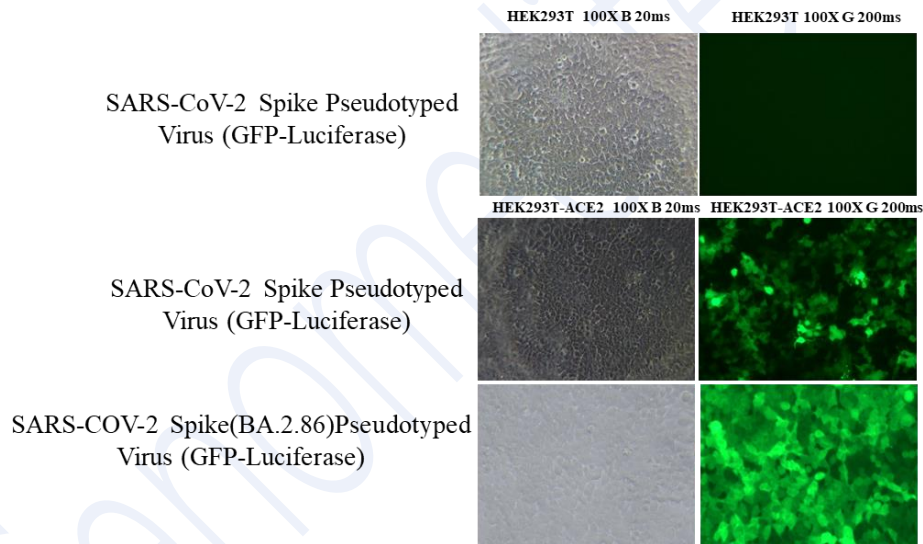 HEK293T 100X B 20ms
HEK293T 100X G 200ms
SARS-CoV-2 Spike Pseudotyped
Virus (GFP-Luciferase)
HEK293T-ACE2 100X B 20ms
HEK293T-ACE2 100X G 200ms
SARS-CoV-2 Spike Pseudotyped
Virus (GFP-Luciferase)
SARS-COV-2 Spike(BA.2.86)Pseudotyped
Virus (GFP-Luciferase)